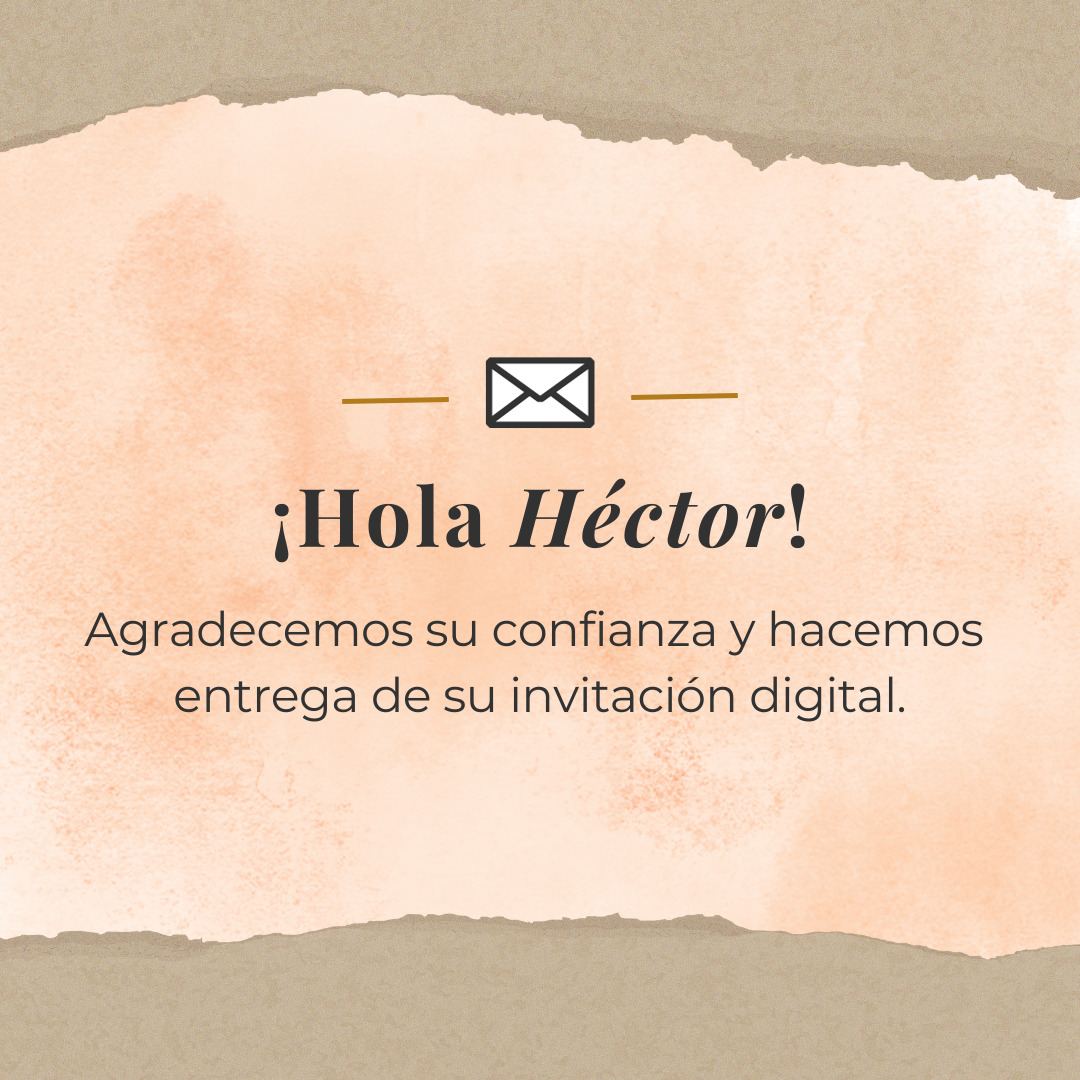 ¡Hola Héctor!
Agradecemos su confianza y hacemos
entrega de su invitación digital.